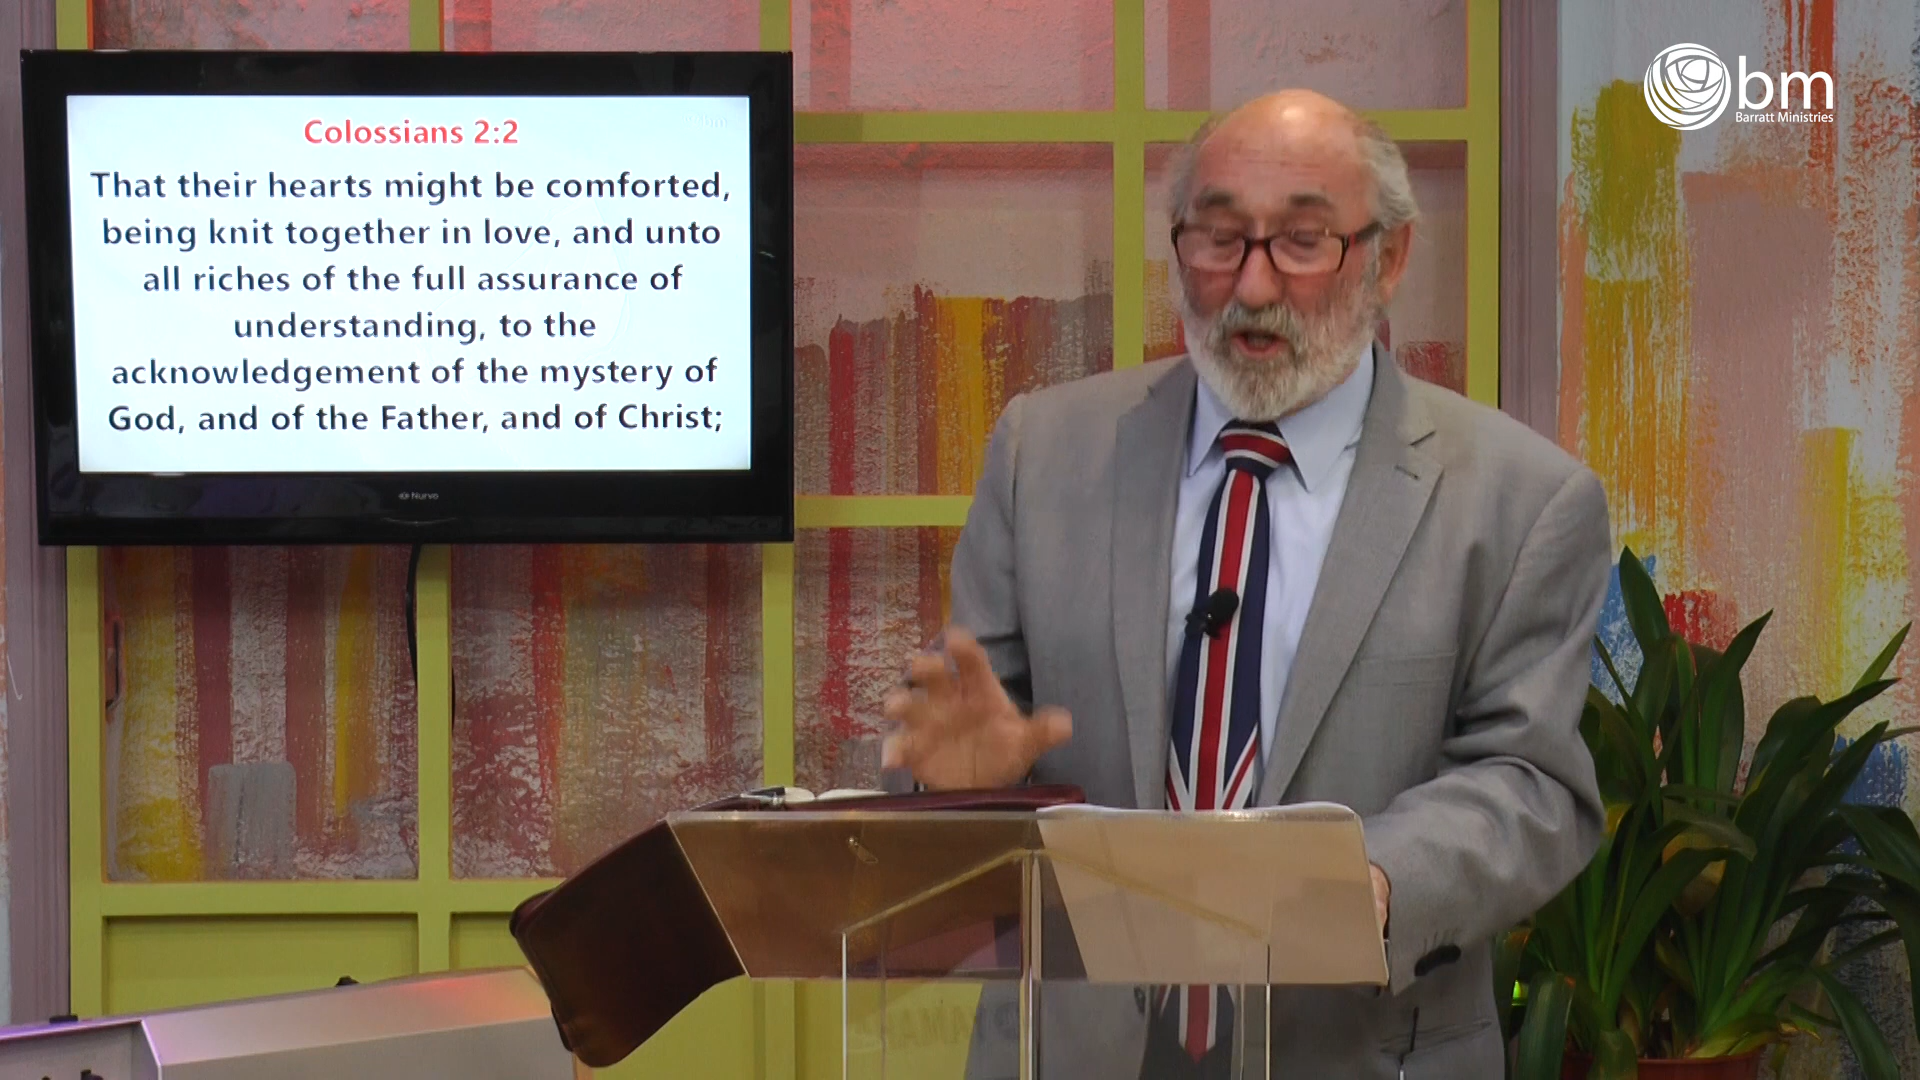 Colossians 2:2
That their hearts might be comforted,
being knit together in love, and unto
all riches of the full assurance of
understanding, to the
acknowledgement of the mystery of
God, and of the Father, and of Christ;
Nurvo
bm
Barratt Ministries